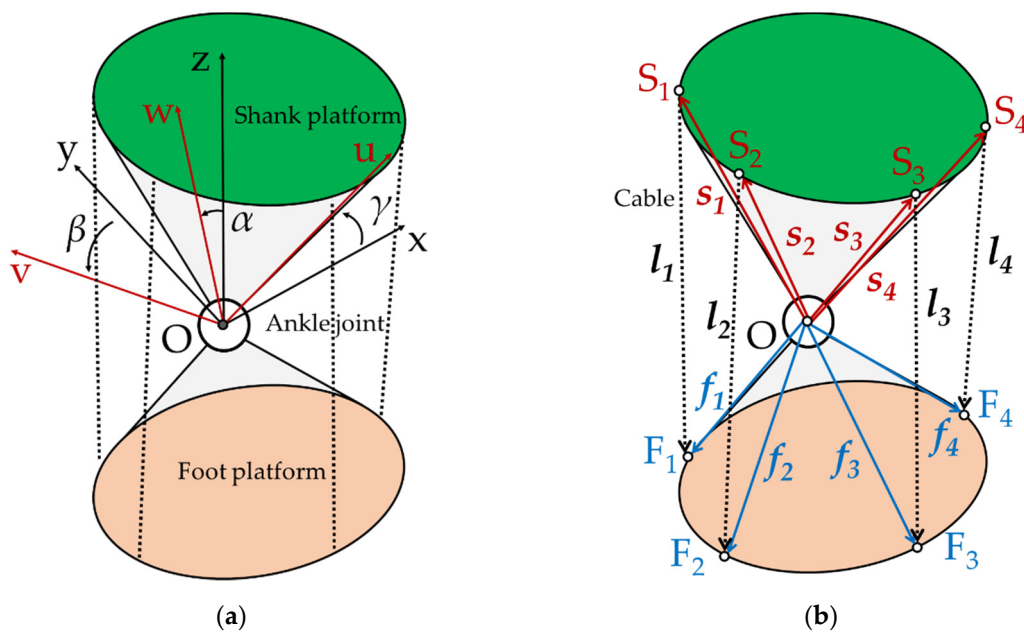 z
w
Shank platform
u
y
α
γ
β
x
v
O
Ankle joint
Foot platform
(a)
S1
S4
S2
S3
Cable
s1
s2
s3
s4
l1
l2
l3
l4
O
f1
f2
f3
f4
F1
F4
F2
F3
(b)